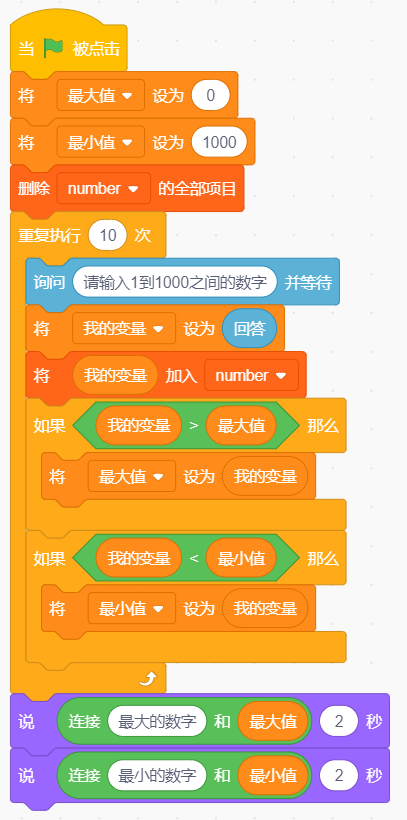 当 被点击
将 最大值 设为 0
将 最小值 设为 1000
删除 number 的全部项目
重复执行 10 次
询问 请输入1到1000之间的数字 并等待
将 我的变量 设为 回答
将 我的变量 加入 number
如果 我的变量 > 最大值 那么
将 最大值 设为 我的变量
如果 我的变量 < 最小值 那么
将 最小值 设为 我的变量
说 连接 最大的数字 和 最大值 2 秒
说 连接 最小的数字 和 最小值 2 秒